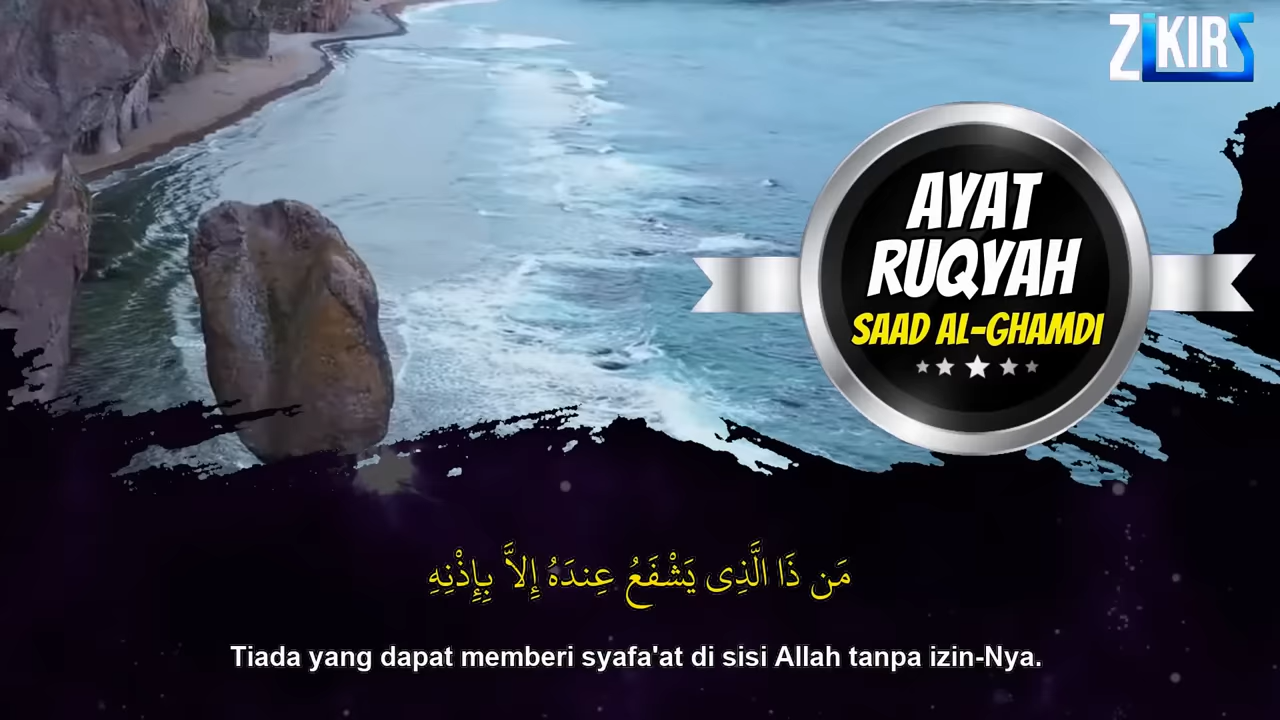 ZIKIRS
AYAT
RUQYAH
SAAD AL-GHAMDI
مَن ذَا الَّذِى يَشْفَعُ عِندَهُ إِلاَّ بِإِذْنِهِ
Tiada yang dapat memberi syafa'at di sisi Allah tanpa izin-Nya.